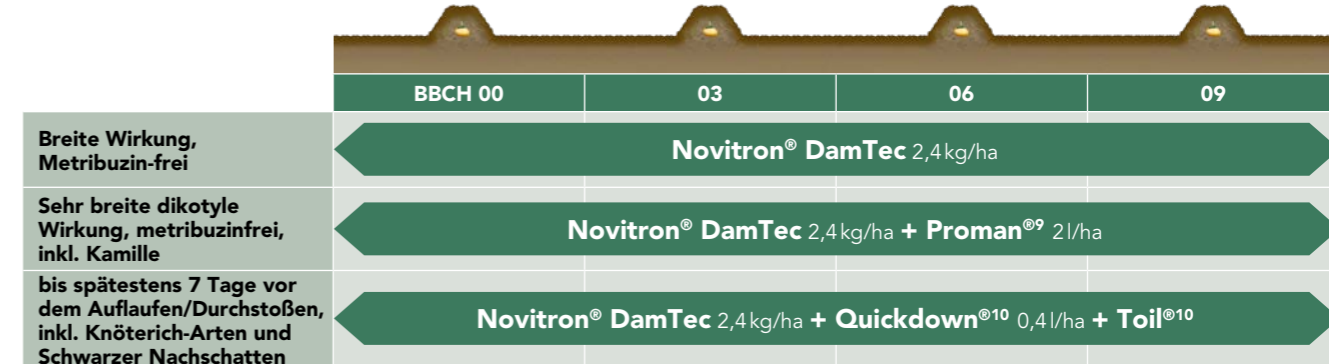 BBCH 00 03 06 09
Breite Wirkung,
Metribuzin-frei
Novitron® DamTec 2,4 kg/ha
Sehr breite dikotyle
Wirkung, metribuzinfrei,
inkl. Kamille
Novitron® DamTec 2,4 kg/ha + Proman®⁹ 2 l/ha
bis spätestens 7 Tage vor
dem Auflaufen/Durchstoßen,
inkl. Knöterich-Arten und
Schwarzer Nachschatten
Novitron® DamTec 2,4 kg/ha + Quickdown®¹⁰ 0,4 l/ha + Toil®¹⁰